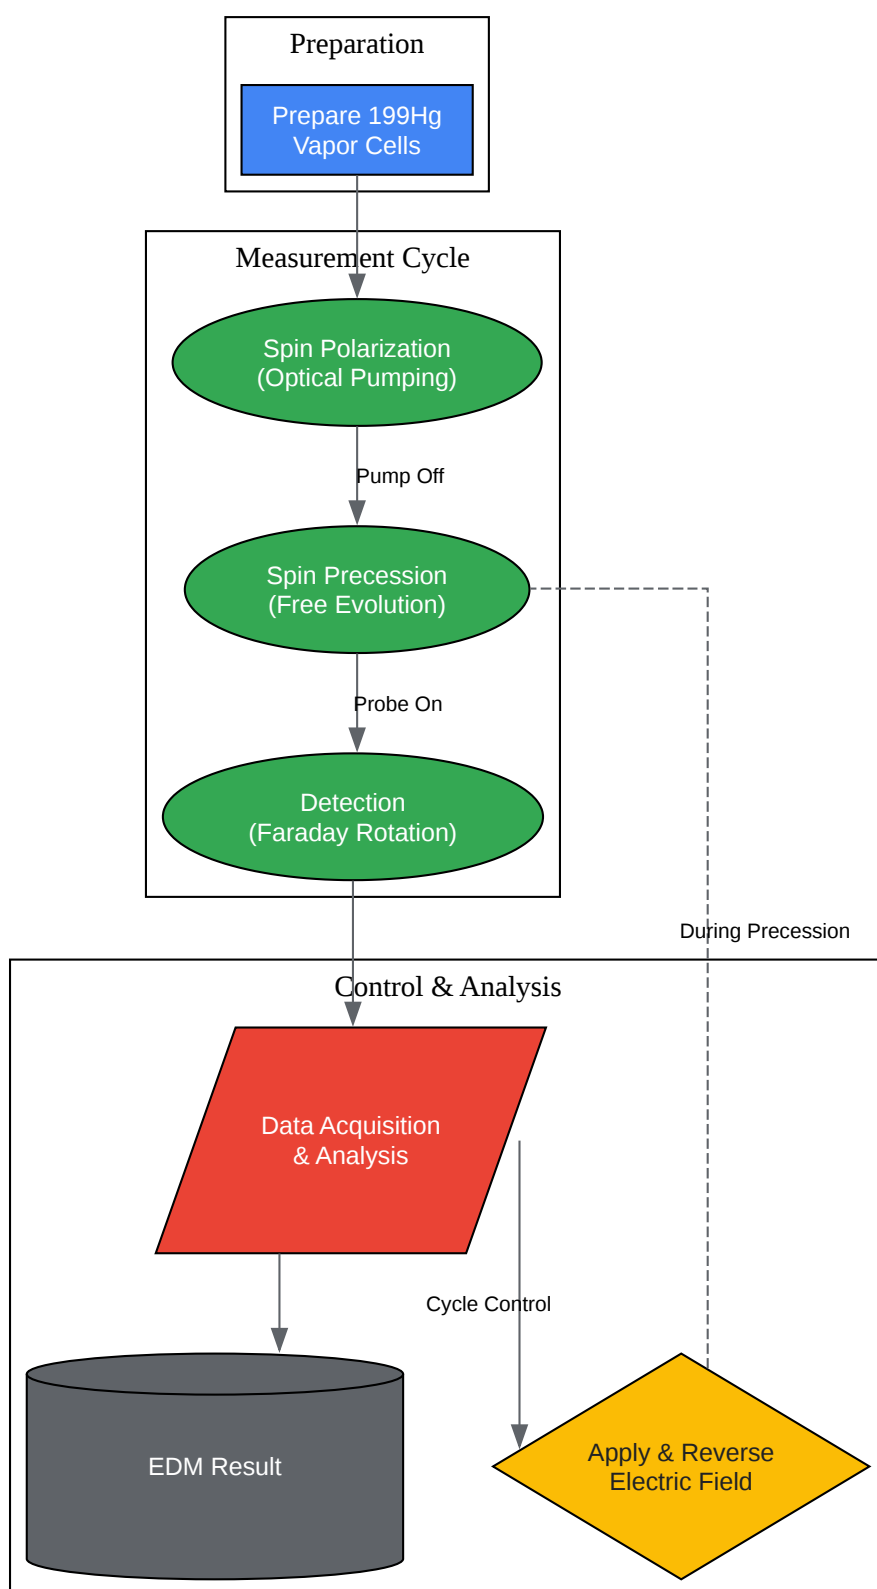 Preparation
Prepare 199Hg
Vapor Cells
Measurement Cycle
Spin Polarization
(Optical Pumping)
Pump Off
Spin Precession
(Free Evolution)
Probe On
Detection
(Faraday Rotation)
During Precession
Control & Analysis
Data Acquisition
& Analysis
Cycle Control
EDM Result
Apply & Reverse
Electric Field